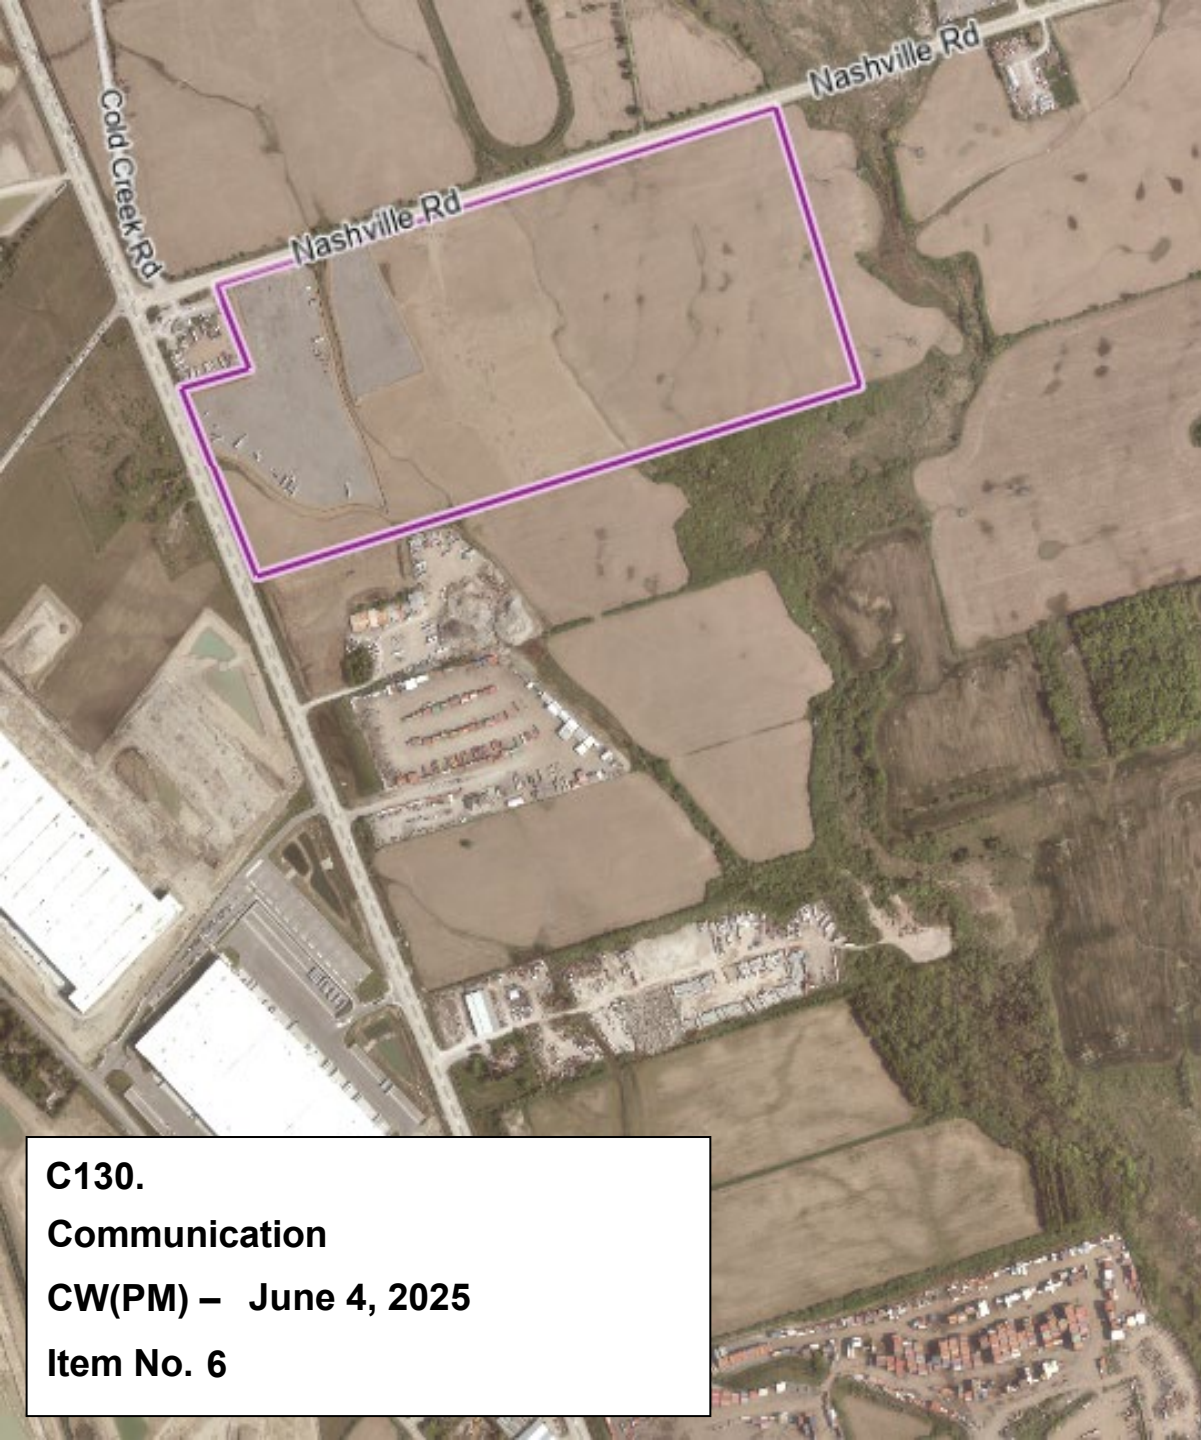 Nashville Rd
Cold Creek Rd
Nashville Rd
C130.
Communication
CW(PM) – June 4, 2025
Item No. 6